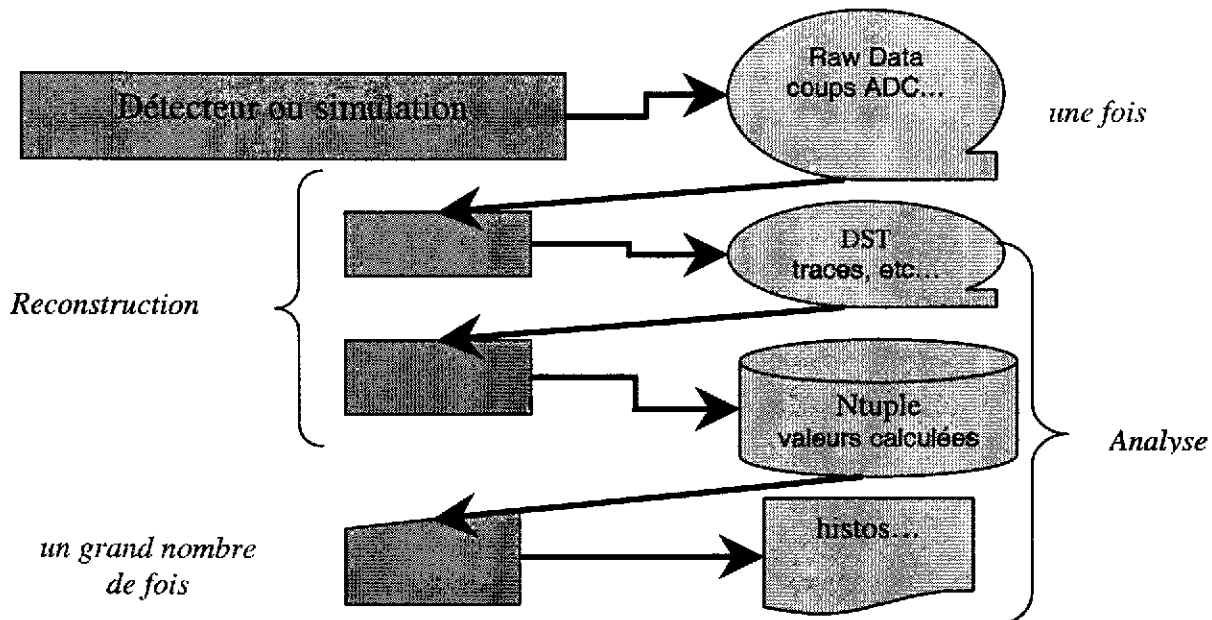 Raw Data
coups ADC...
Détecteur ou simulation
une fois
DST
traces, etc...
Reconstruction
Ntuple
valeurs calculées
Analyse
histos...
un grand nombre
de fois